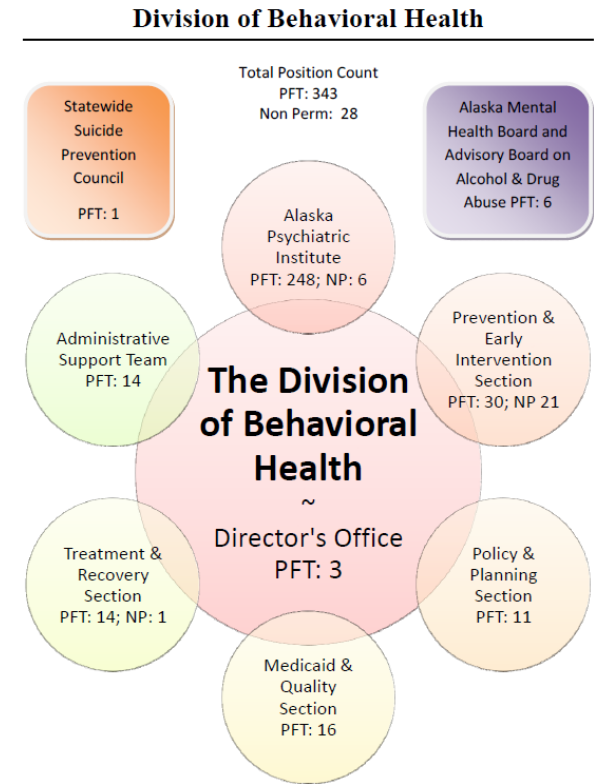 Division of Behavioral Health
Total Position Count
PFT: 343
Non Perm: 28
Statewide
Suicide
Prevention
Council
PFT: 1
Alaska Mental
Health Board and
Advisory Board on
Alcohol & Drug
Abuse PFT: 6
Alaska
Psychiatric
Institute
PFT: 248; NP: 6
Administrative
Support Team
PFT: 14
Prevention &
Early
Intervention
Section
PFT: 30; NP 21
The Division
of Behavioral
Health
~
Director's Office
PFT: 3
Treatment &
Recovery
Section
PFT: 14; NP: 1
Policy &
Planning
Section
PFT: 11
Medicaid &
Quality
Section
PFT: 16